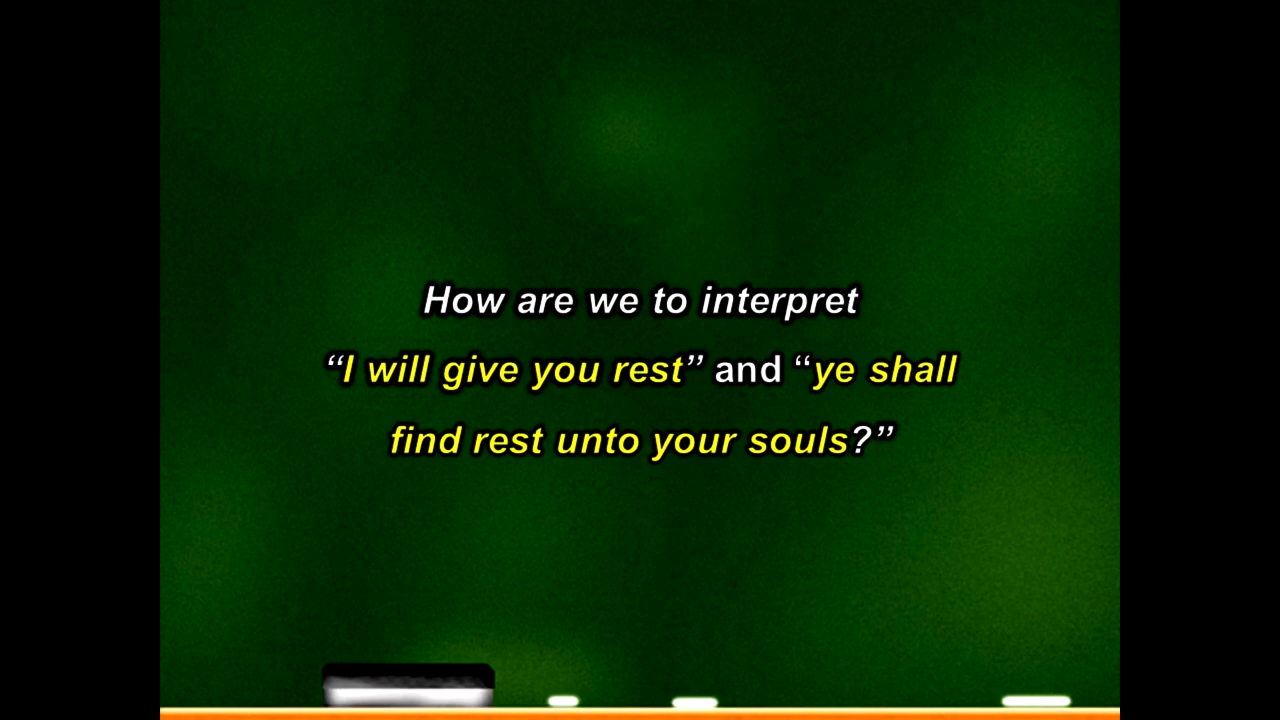 How are we to interpret
“I will give you rest” and “ye shall
find rest unto your souls?”